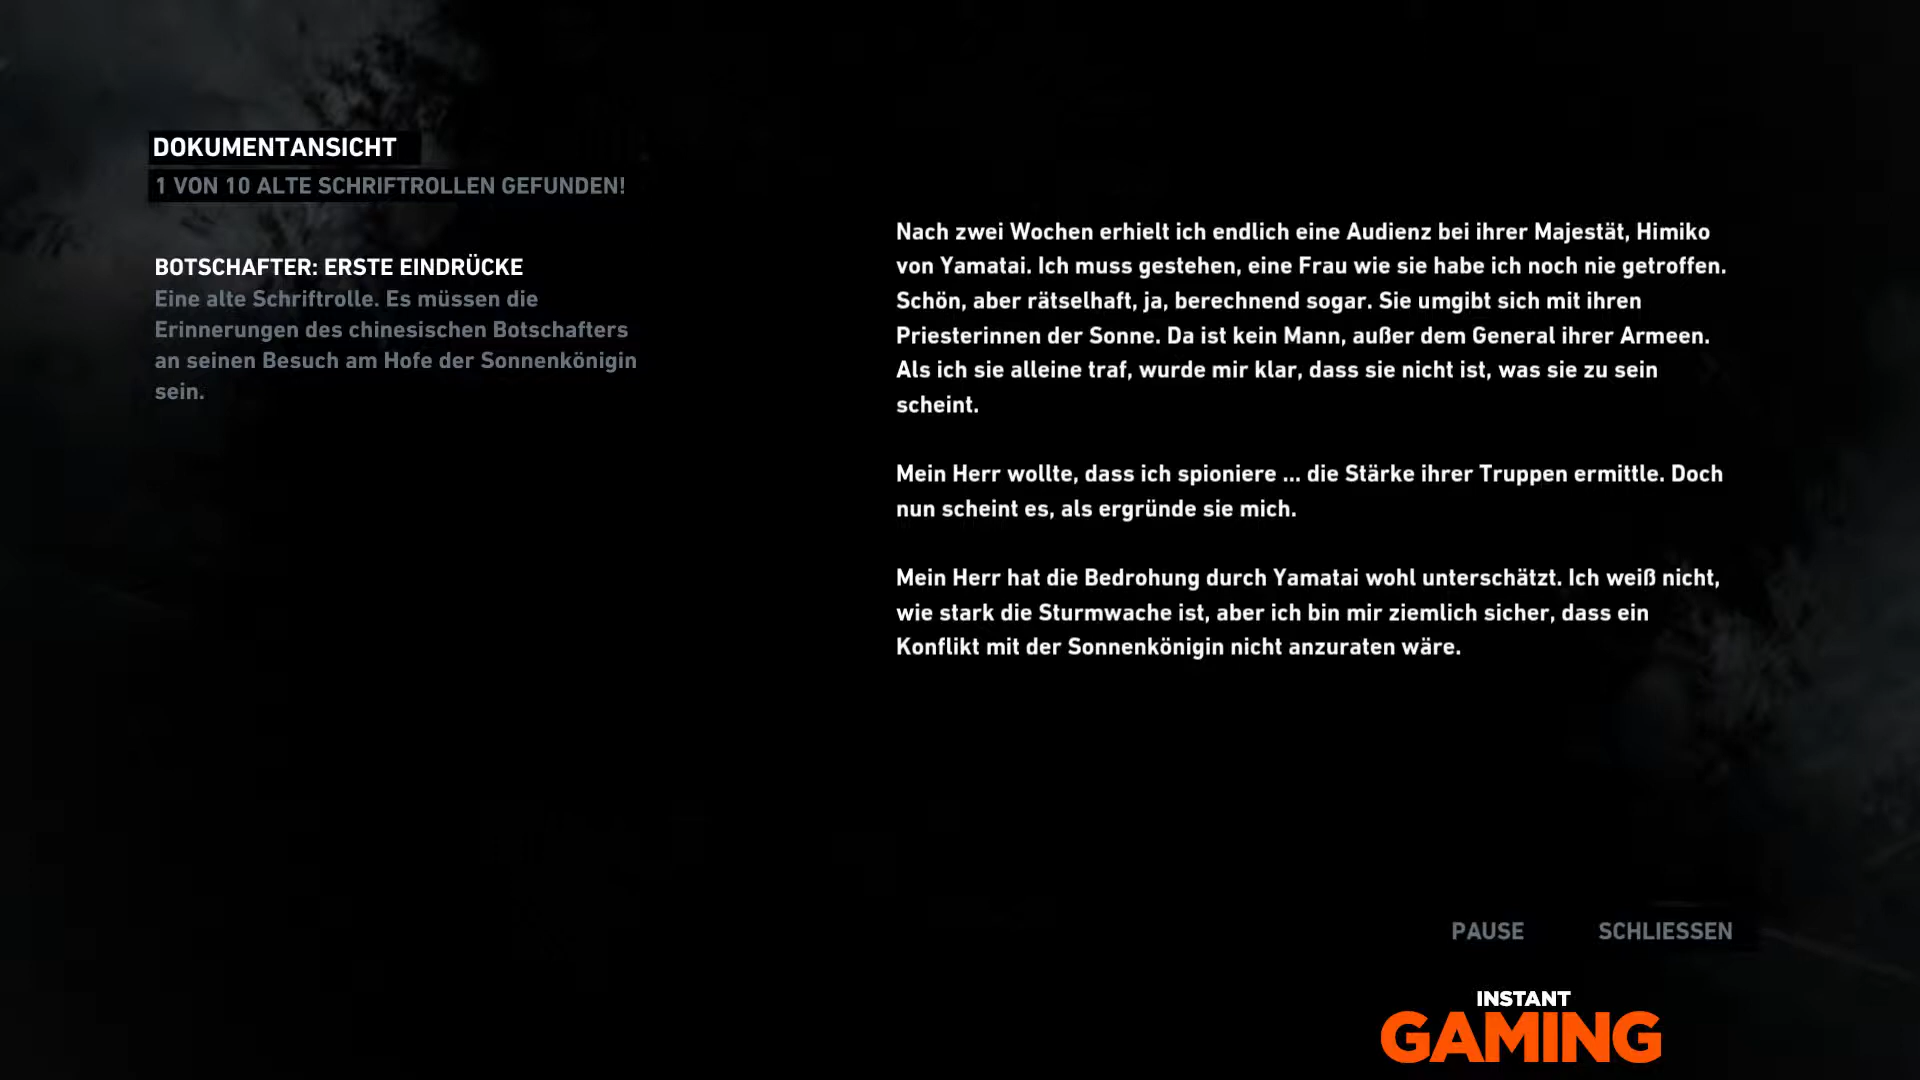 DOKUMENTANSICHT
1 VON 10 ALTE SCHRIFTROLLEN GEFUNDEN!
BOTSCHAFTER: ERSTE EINDRÜCKE
Eine alte Schriftrolle. Es müssen die
Erinnerungen des chinesischen Botschafters
an seinen Besuch am Hofe der Sonnenkönigin
sein.
Nach zwei Wochen erhielt ich endlich eine Audienz bei ihrer Majestät, Himiko
von Yamatai. Ich muss gestehen, eine Frau wie sie habe ich noch nie getroffen.
Schön, aber rätselhaft, ja, berechnend sogar. Sie umgibt sich mit ihren
Priesterinnen der Sonne. Da ist kein Mann, außer dem General ihrer Armeen.
Als ich sie alleine traf, wurde mir klar, dass sie nicht ist, was sie zu sein
scheint.
Mein Herr wollte, dass ich spioniere ... die Stärke ihrer Truppen ermittle. Doch
nun scheint es, als ergründe sie mich.
Mein Herr hat die Bedrohung durch Yamatai wohl unterschätzt. Ich weiß nicht,
wie stark die Sturmwache ist, aber ich bin mir ziemlich sicher, dass ein
Konflikt mit der Sonnenkönigin nicht anzuraten wäre.
PAUSE SCHLIESSEN
INSTANT
GAMING